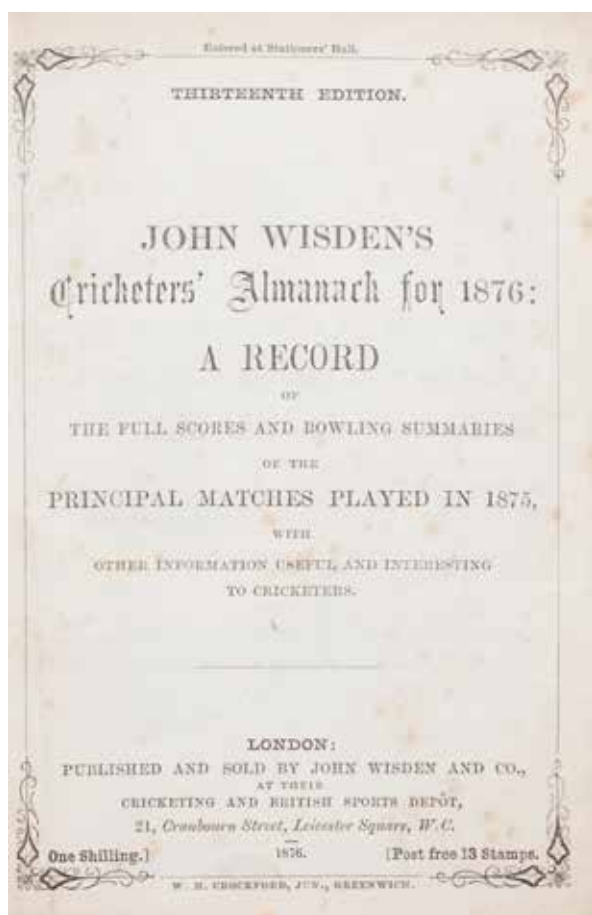 Entered at Stationers' Hall.
THIRTEENTH EDITION.
JOHN WISDEN'S
Cricketers' Almanack for 1876:
A RECORD
OF
THE FULL SCORES AND BOWLING SUMMARIES
OF THE
PRINCIPAL MATCHES PLAYED IN 1875,
WITH
OTHER INFORMATION USEFUL AND INTERESTING
TO CRICKETERS.
LONDON:
PUBLISHED AND SOLD BY JOHN WISDEN AND CO.,
AT THEIR
CRICKETING AND BRITISH SPORTS DEPÔT,
21, Cranbourn Street, Leicester Square, W.C.
One Shilling.] 1876. [Post free 13 Stamps.
W. H. CROCKFORD, JUN., GREENWICH.